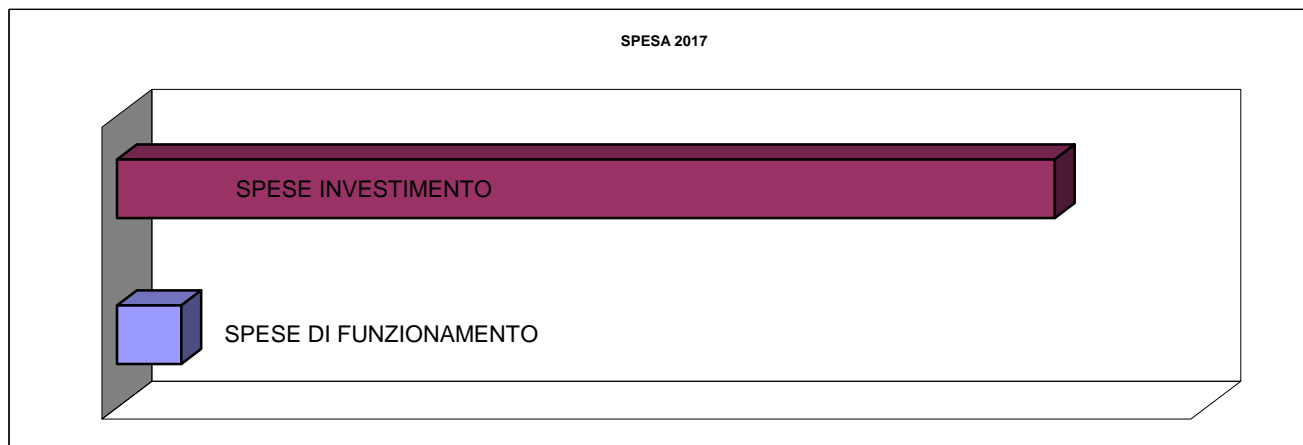 SPESA 2017
SPESE INVESTIMENTO
SPESE DI FUNZIONAMENTO